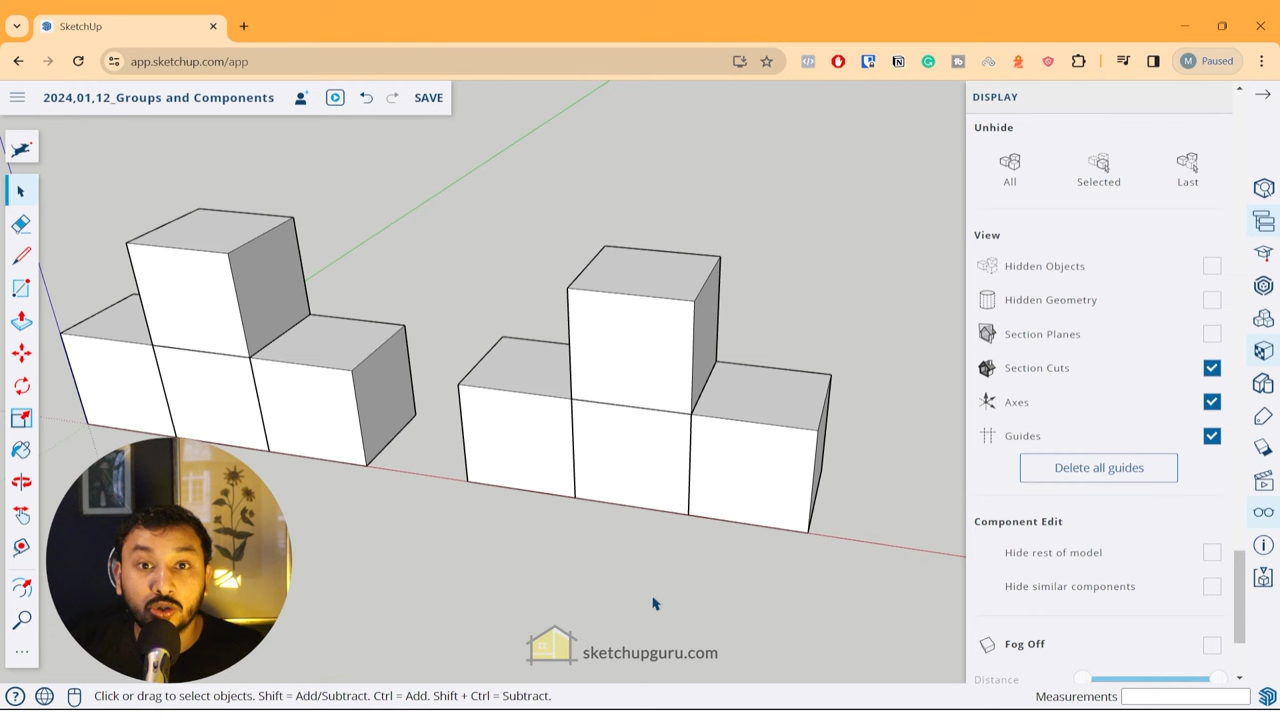 SketchUp
app.sketchup.com/app
M Paused
2024,01,12_Groups and Components
SAVE
DISPLAY
Unhide
All Selected Last
View
Hidden Objects
Hidden Geometry
Section Planes
Section Cuts
Axes
Guides
Delete all guides
Component Edit
Hide rest of model
Hide similar components
Fog Off
Distance
sketchupguru.com
Click or drag to select objects. Shift = Add/Subtract. Ctrl = Add. Shift + Ctrl = Subtract.
Measurements